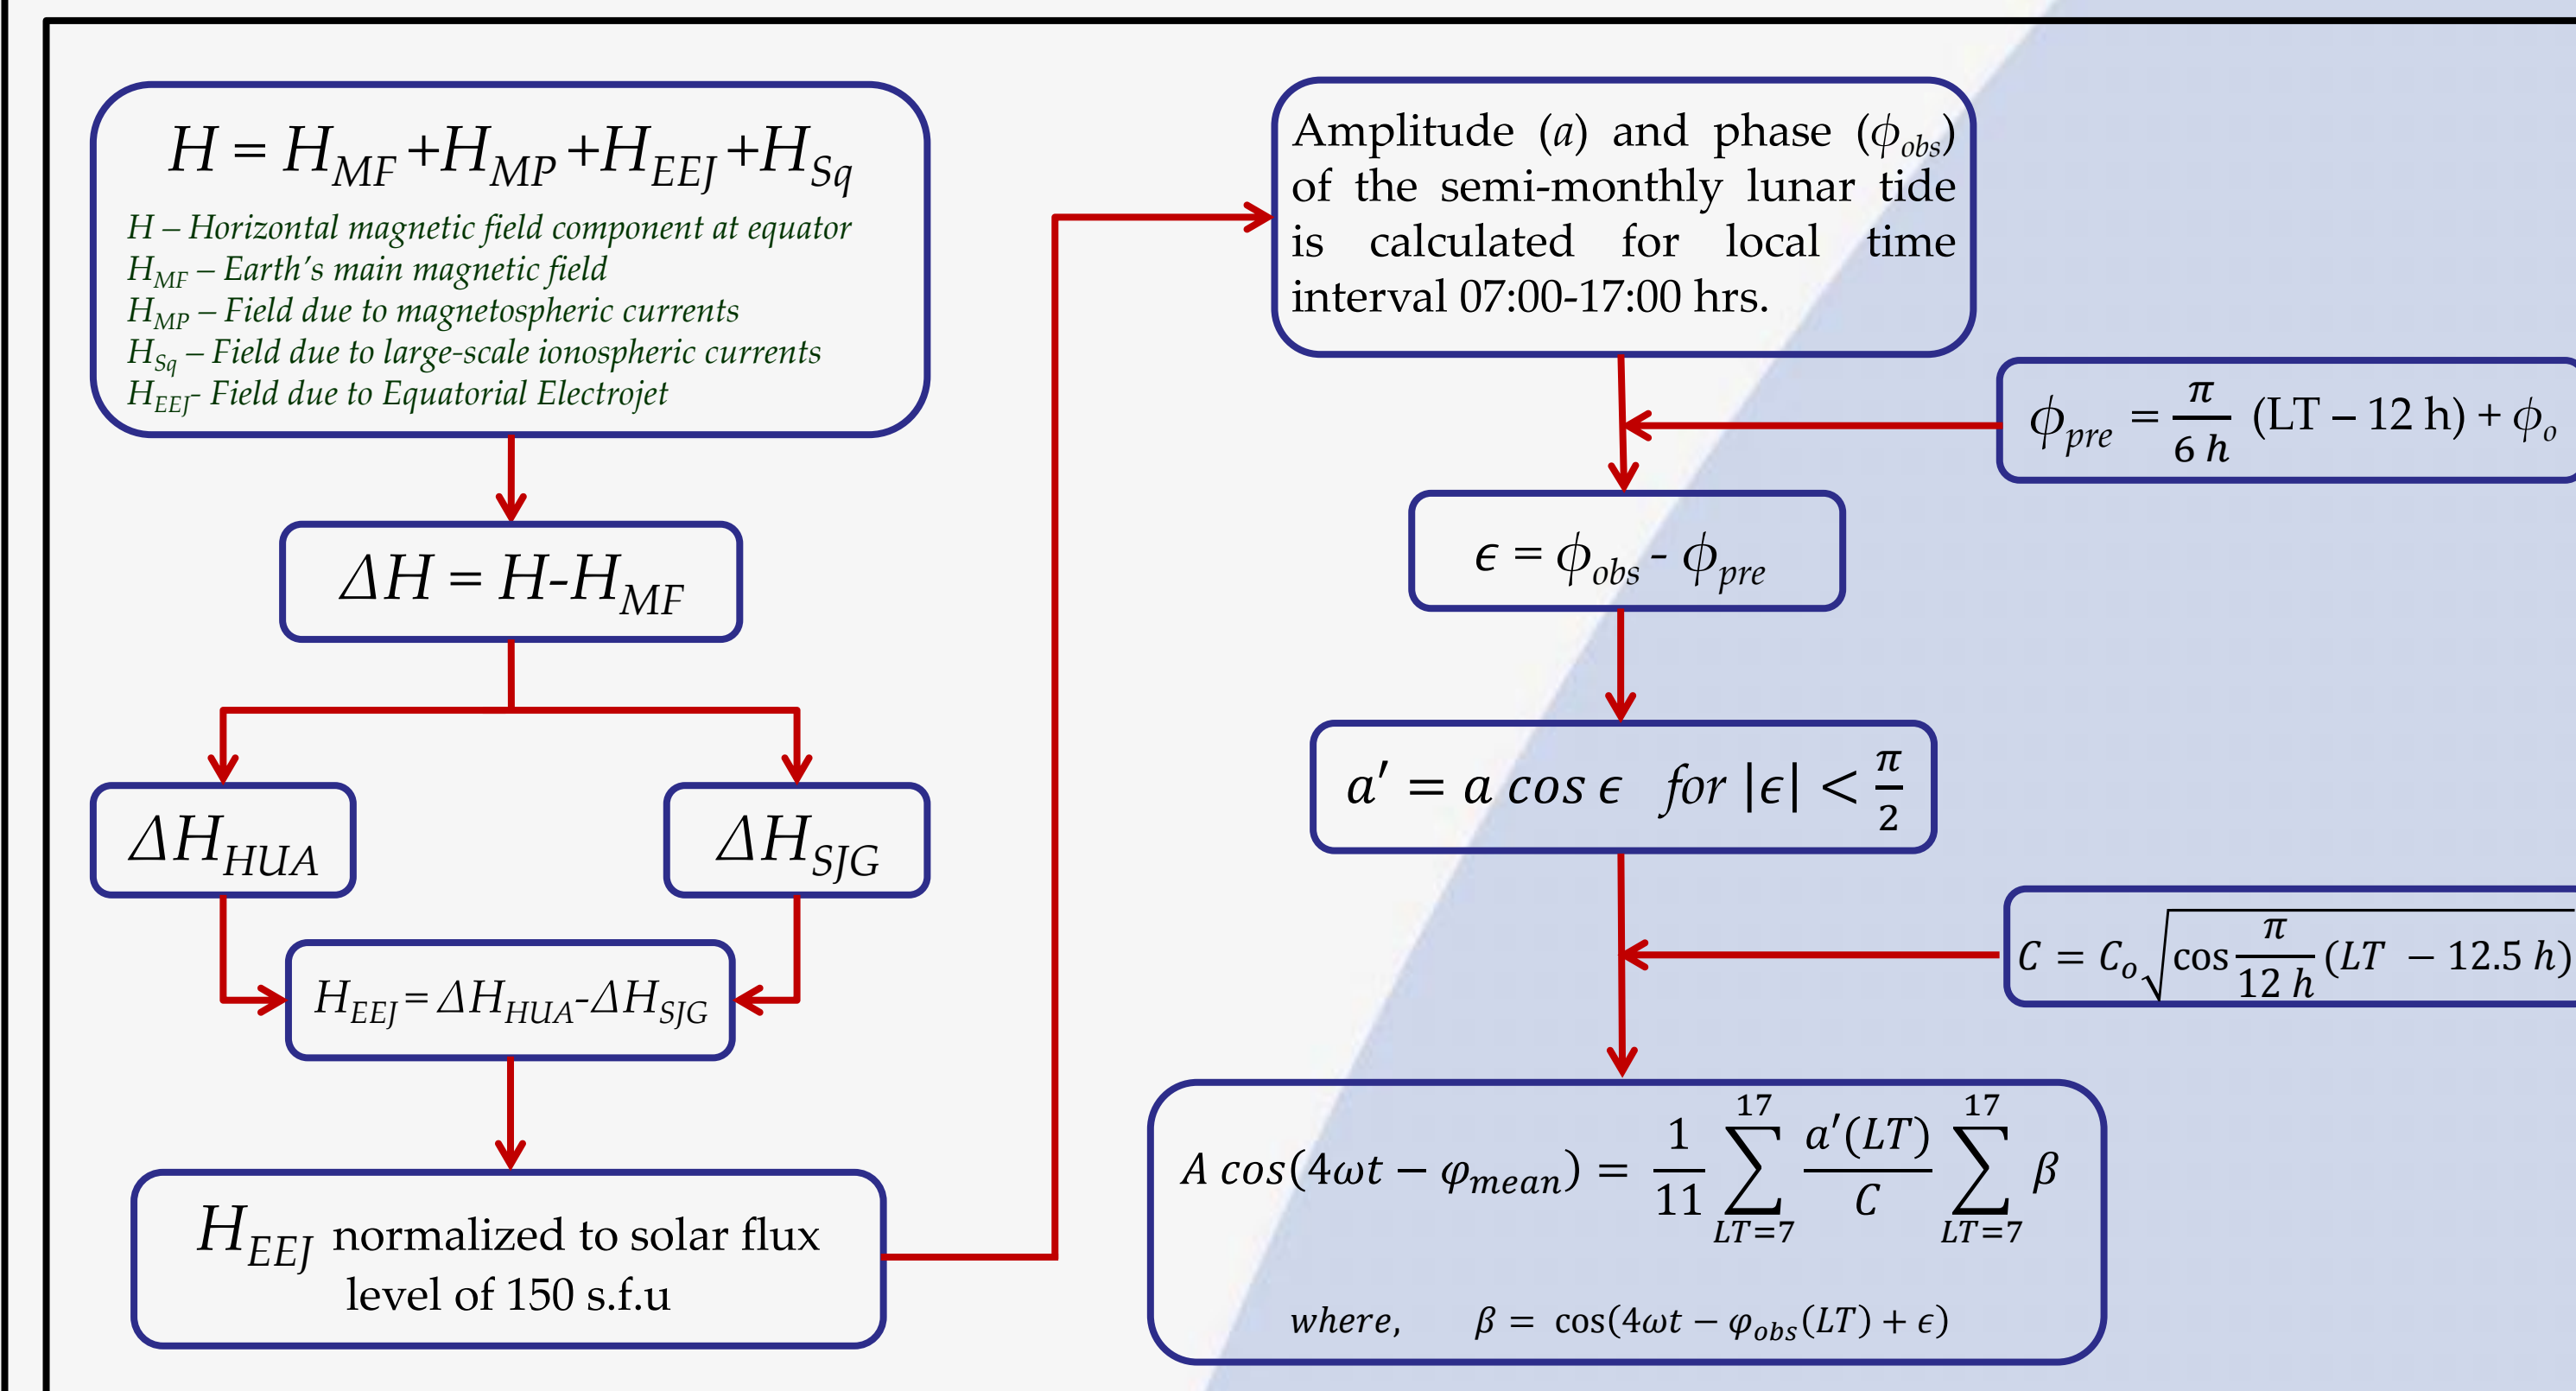 H = H_MF +H_MP +H_EEJ +H_Sq
H – Horizontal magnetic field component at equator
H_MF – Earth's main magnetic field
H_MP – Field due to magnetospheric currents
H_Sq – Field due to large-scale ionospheric currents
H_EEJ- Field due to Equatorial Electrojet
ΔH = H-H_MF
ΔH_HUA
ΔH_SJG
H_EEJ = ΔH_HUA-ΔH_SJG
H_EEJ normalized to solar flux
level of 150 s.f.u
Amplitude (a) and phase (ϕ_obs)
of the semi-monthly lunar tide
is calculated for local time
interval 07:00-17:00 hrs.
ϕ_pre = π/(6 h) (LT – 12 h) + ϕ_o
ϵ = ϕ_obs - ϕ_pre
a′ = a cos ϵ for |ϵ| < π/2
C = C_o √(cos π/(12 h) (LT − 12.5 h))
A cos(4ωt − φ_mean) = 1/11 ∑_{LT=7}^{17} a′(LT)/C ∑_{LT=7}^{17} β
where, β = cos(4ωt − φ_obs(LT) + ϵ)